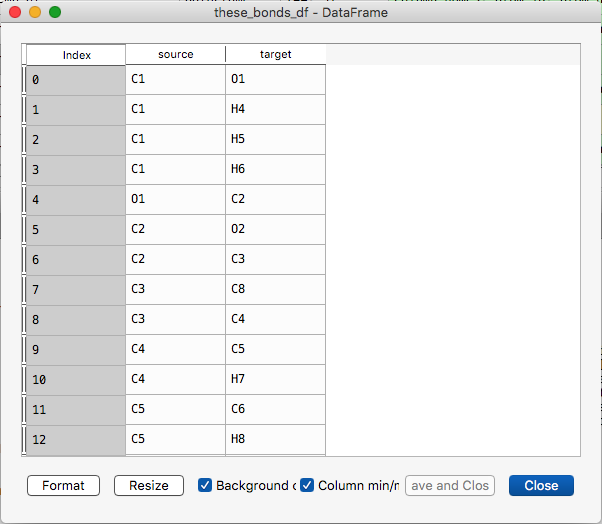 these_bonds_df - DataFrame
Index source target
0 C1 O1
1 C1 H4
2 C1 H5
3 C1 H6
4 O1 C2
5 C2 O2
6 C2 C3
7 C3 C8
8 C3 C4
9 C4 C5
10 C4 H7
11 C5 C6
12 C5 H8
Format Resize Background c Column min/n ave and Clos Close